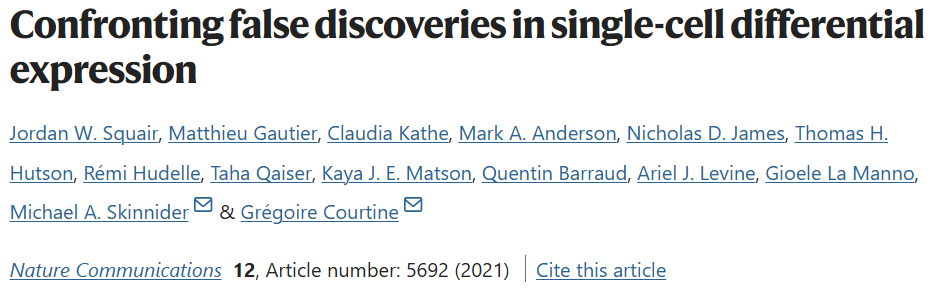 Confronting false discoveries in single-cell differential
expression
Jordan W. Squair, Matthieu Gautier, Claudia Kathe, Mark A. Anderson, Nicholas D. James, Thomas H.
Hutson, Rémi Hudelle, Taha Qaiser, Kaya J. E. Matson, Quentin Barraud, Ariel J. Levine, Gioele La Manno,
Michael A. Skinnider & Grégoire Courtine
Nature Communications 12, Article number: 5692 (2021) Cite this article